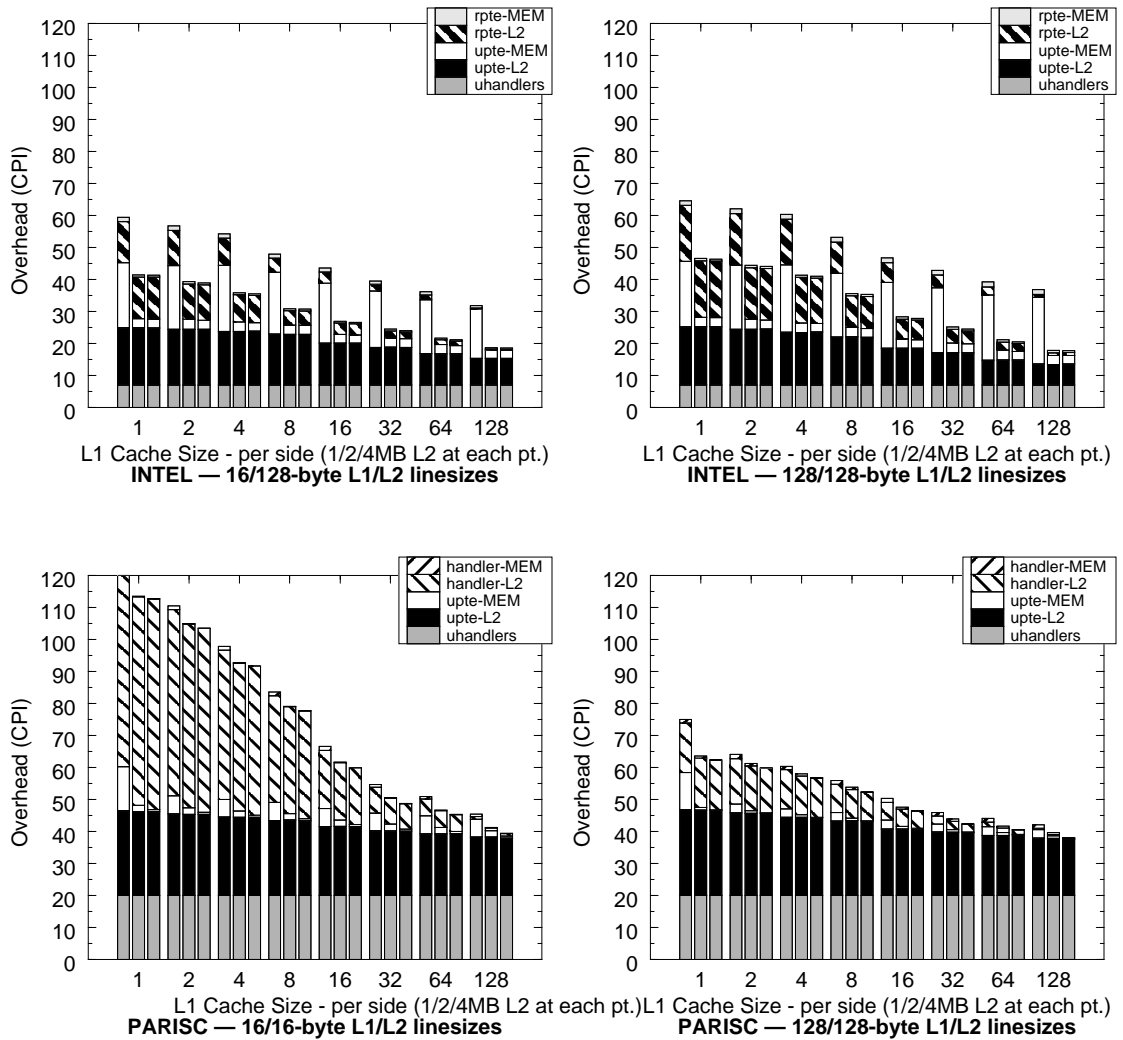 120
110
100
90
80
70
60
50
40
30
20
10
0
Overhead (CPI)
rpte-MEM
rpte-L2
upte-MEM
upte-L2
uhandlers
1 2 4 8 16 32 64 128
L1 Cache Size - per side (1/2/4MB L2 at each pt.)
INTEL — 16/128-byte L1/L2 linesizes
120
110
100
90
80
70
60
50
40
30
20
10
0
Overhead (CPI)
rpte-MEM
rpte-L2
upte-MEM
upte-L2
uhandlers
1 2 4 8 16 32 64 128
L1 Cache Size - per side (1/2/4MB L2 at each pt.)
INTEL — 128/128-byte L1/L2 linesizes
120
110
100
90
80
70
60
50
40
30
20
10
0
Overhead (CPI)
handler-MEM
handler-L2
upte-MEM
upte-L2
uhandlers
1 2 4 8 16 32 64 128
L1 Cache Size - per side (1/2/4MB L2 at each pt.)
PARISC — 16/16-byte L1/L2 linesizes
120
110
100
90
80
70
60
50
40
30
20
10
0
Overhead (CPI)
handler-MEM
handler-L2
upte-MEM
upte-L2
uhandlers
1 2 4 8 16 32 64 128
L1 Cache Size - per side (1/2/4MB L2 at each pt.)
PARISC — 128/128-byte L1/L2 linesizes